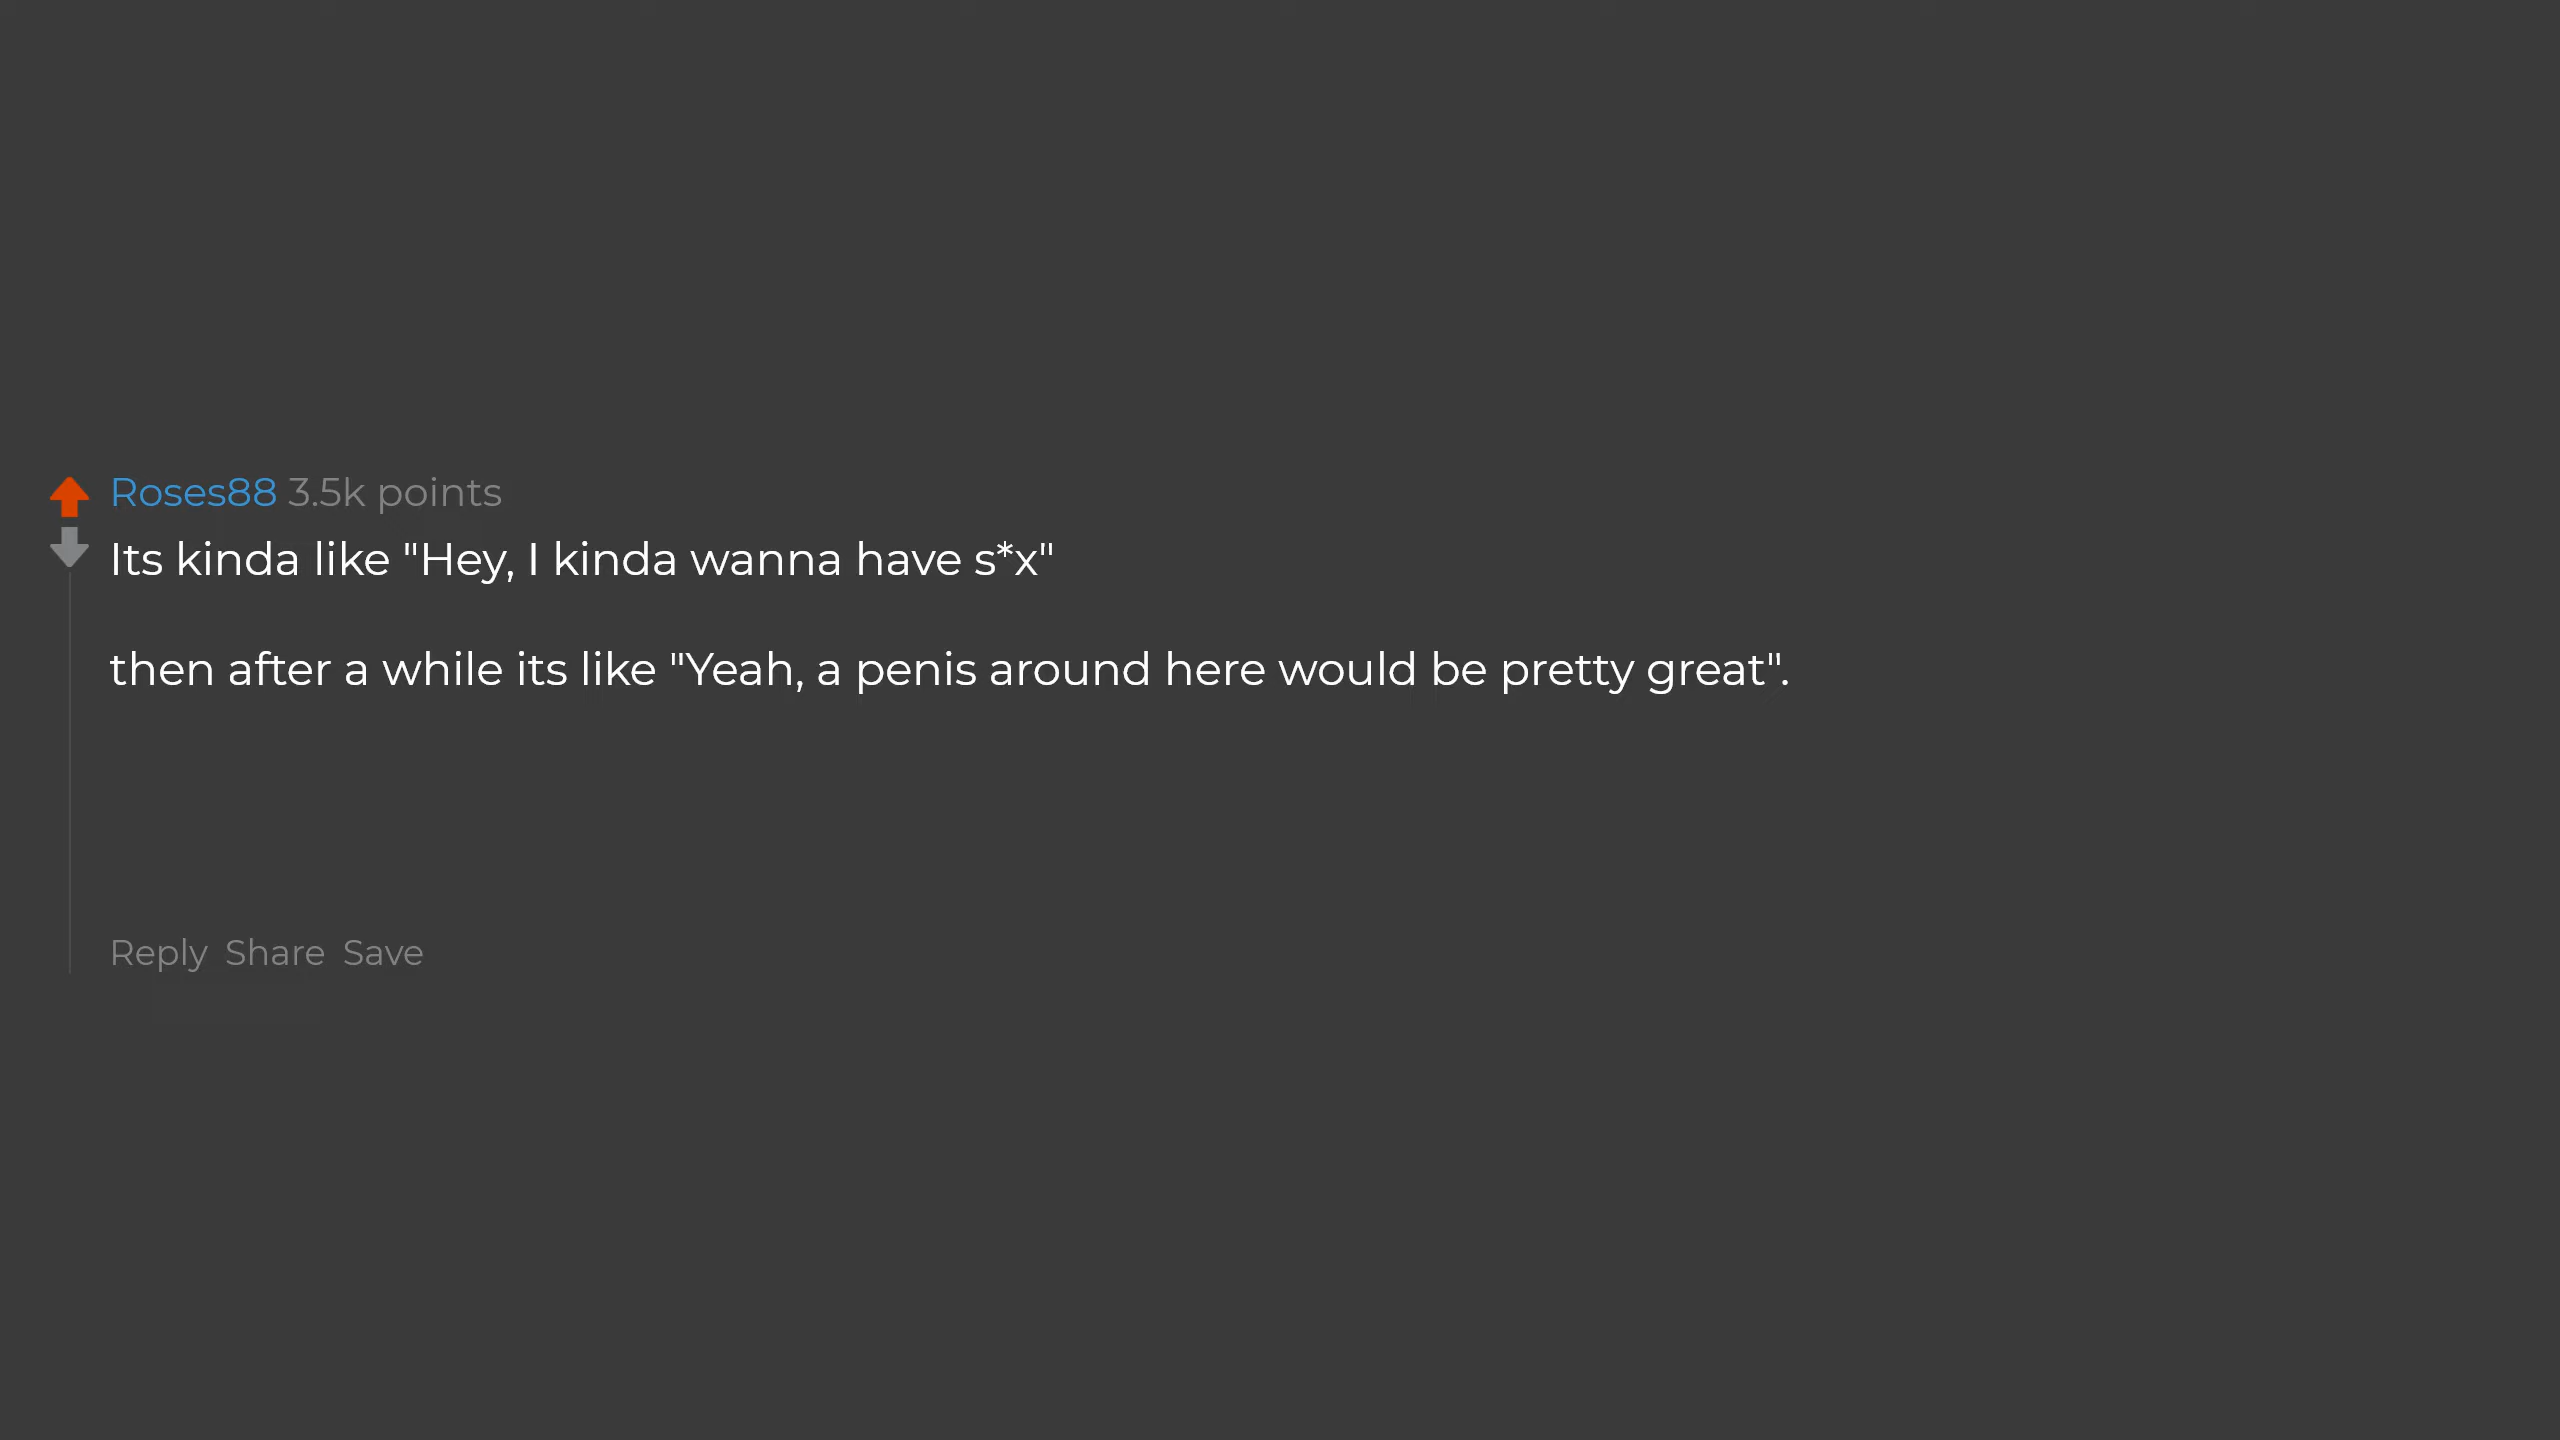 Roses88 3.5k points
Its kinda like "Hey, I kinda wanna have s*x"
then after a while its like "Yeah, a penis around here would be pretty great".
Reply Share Save